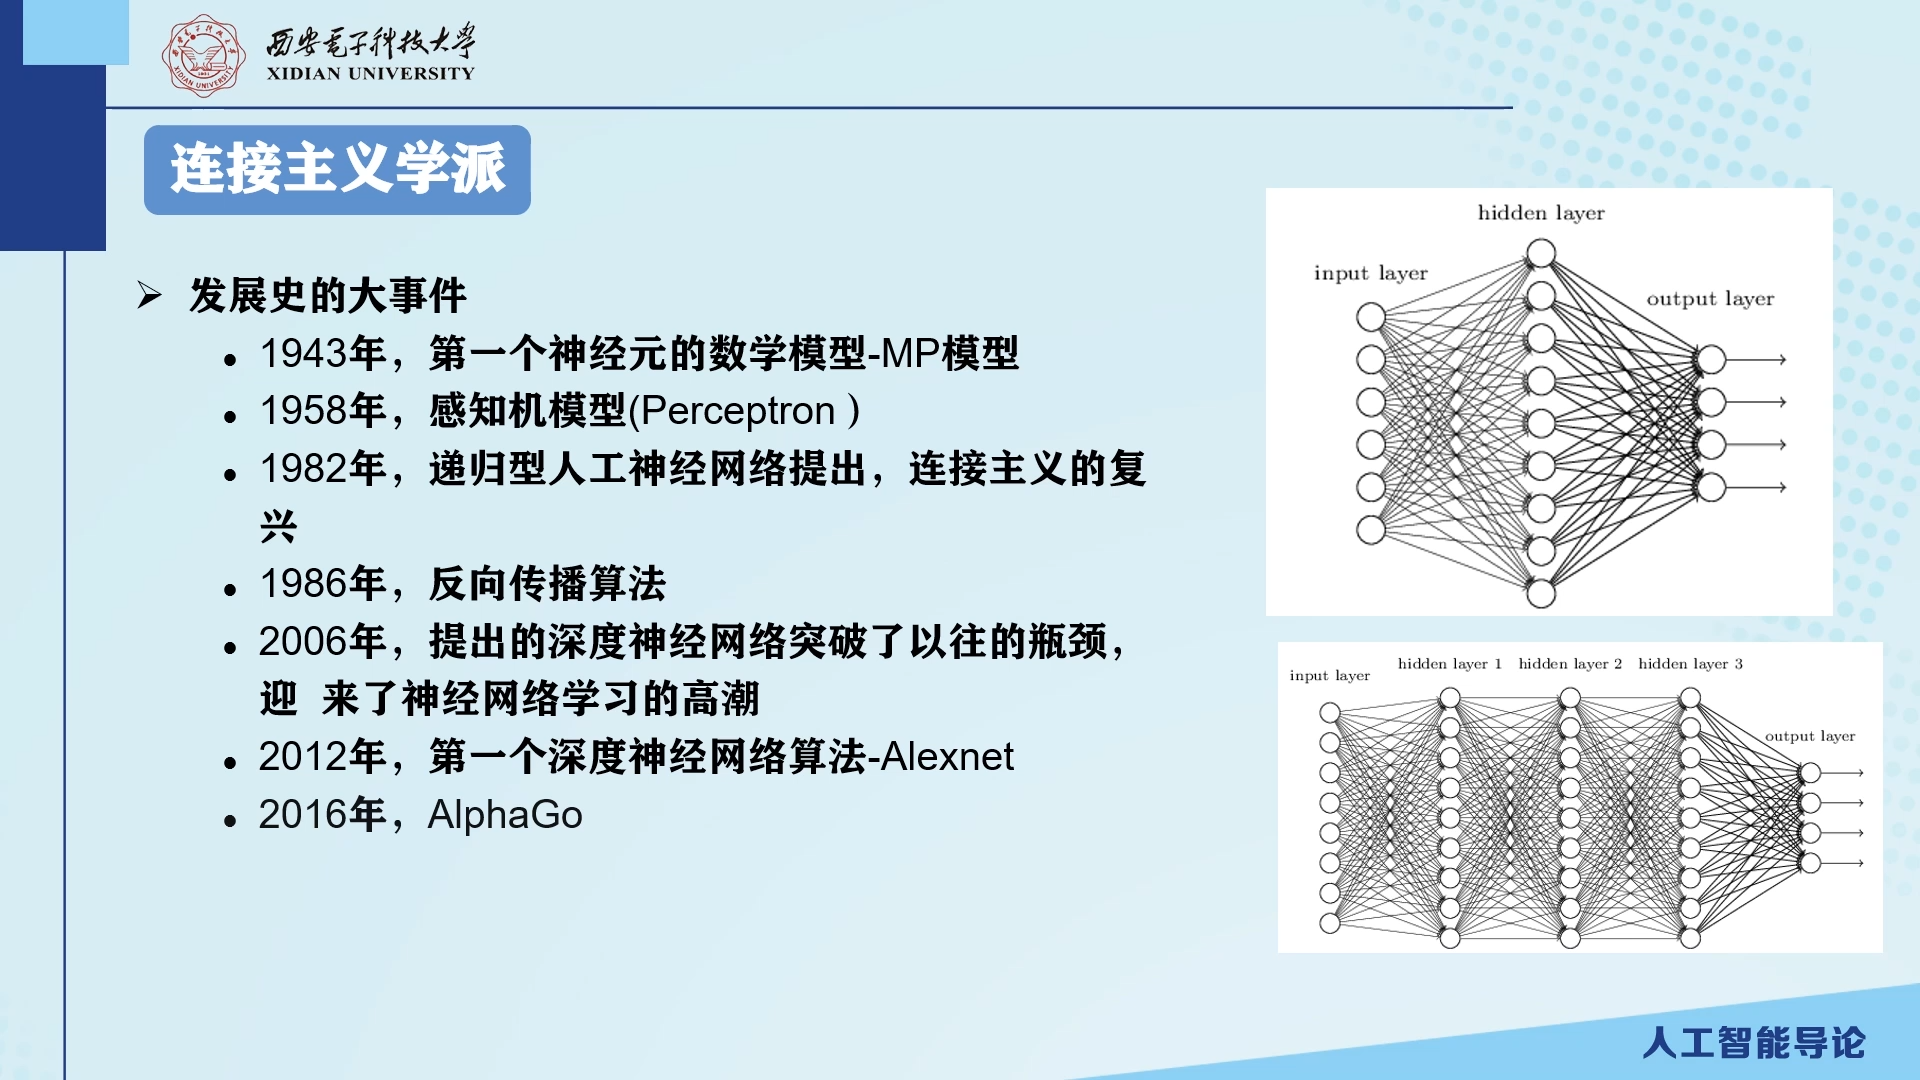 西安电子科技大学
XIDIAN UNIVERSITY
连接主义学派
发展史的大事件
1943年，第一个神经元的数学模型-MP模型
1958年，感知机模型(Perceptron )
1982年，递归型人工神经网络提出，连接主义的复
兴
1986年，反向传播算法
2006年，提出的深度神经网络突破了以往的瓶颈，
迎 来了神经网络学习的高潮
2012年，第一个深度神经网络算法-Alexnet
2016年，AlphaGo
hidden layer
input layer
output layer
hidden layer 1 hidden layer 2 hidden layer 3
input layer
output layer
人工智能导论